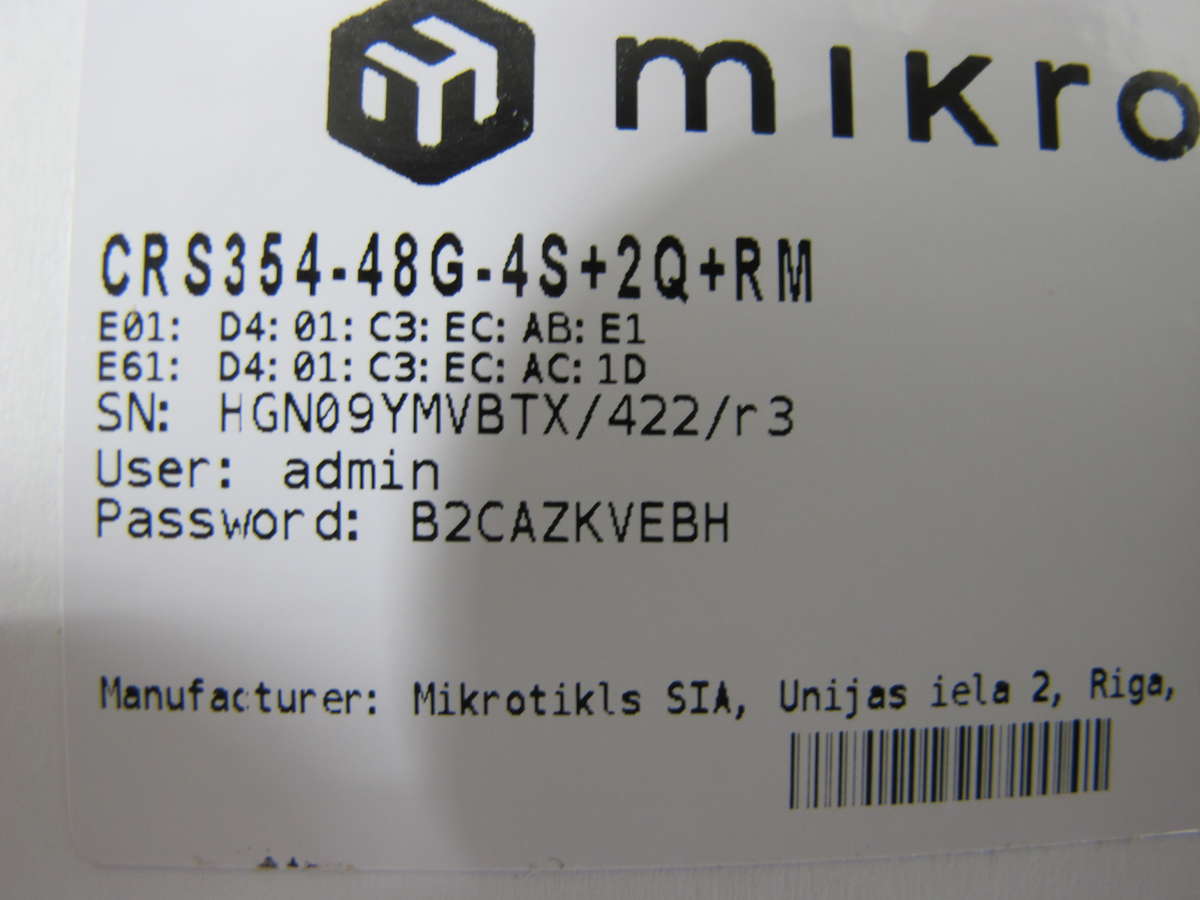 mikro
CRS354-48G-4S+2Q+RM
E01: D4:01:C3:EC:AB:E1
E61: D4:01:C3:EC:AC:1D
SN: HGN09YMVBTX/422/r3
User: admin
Password: B2CAZKVEBH
Manufacturer: Mikrotikls SIA, Unijas iela 2, Riga,